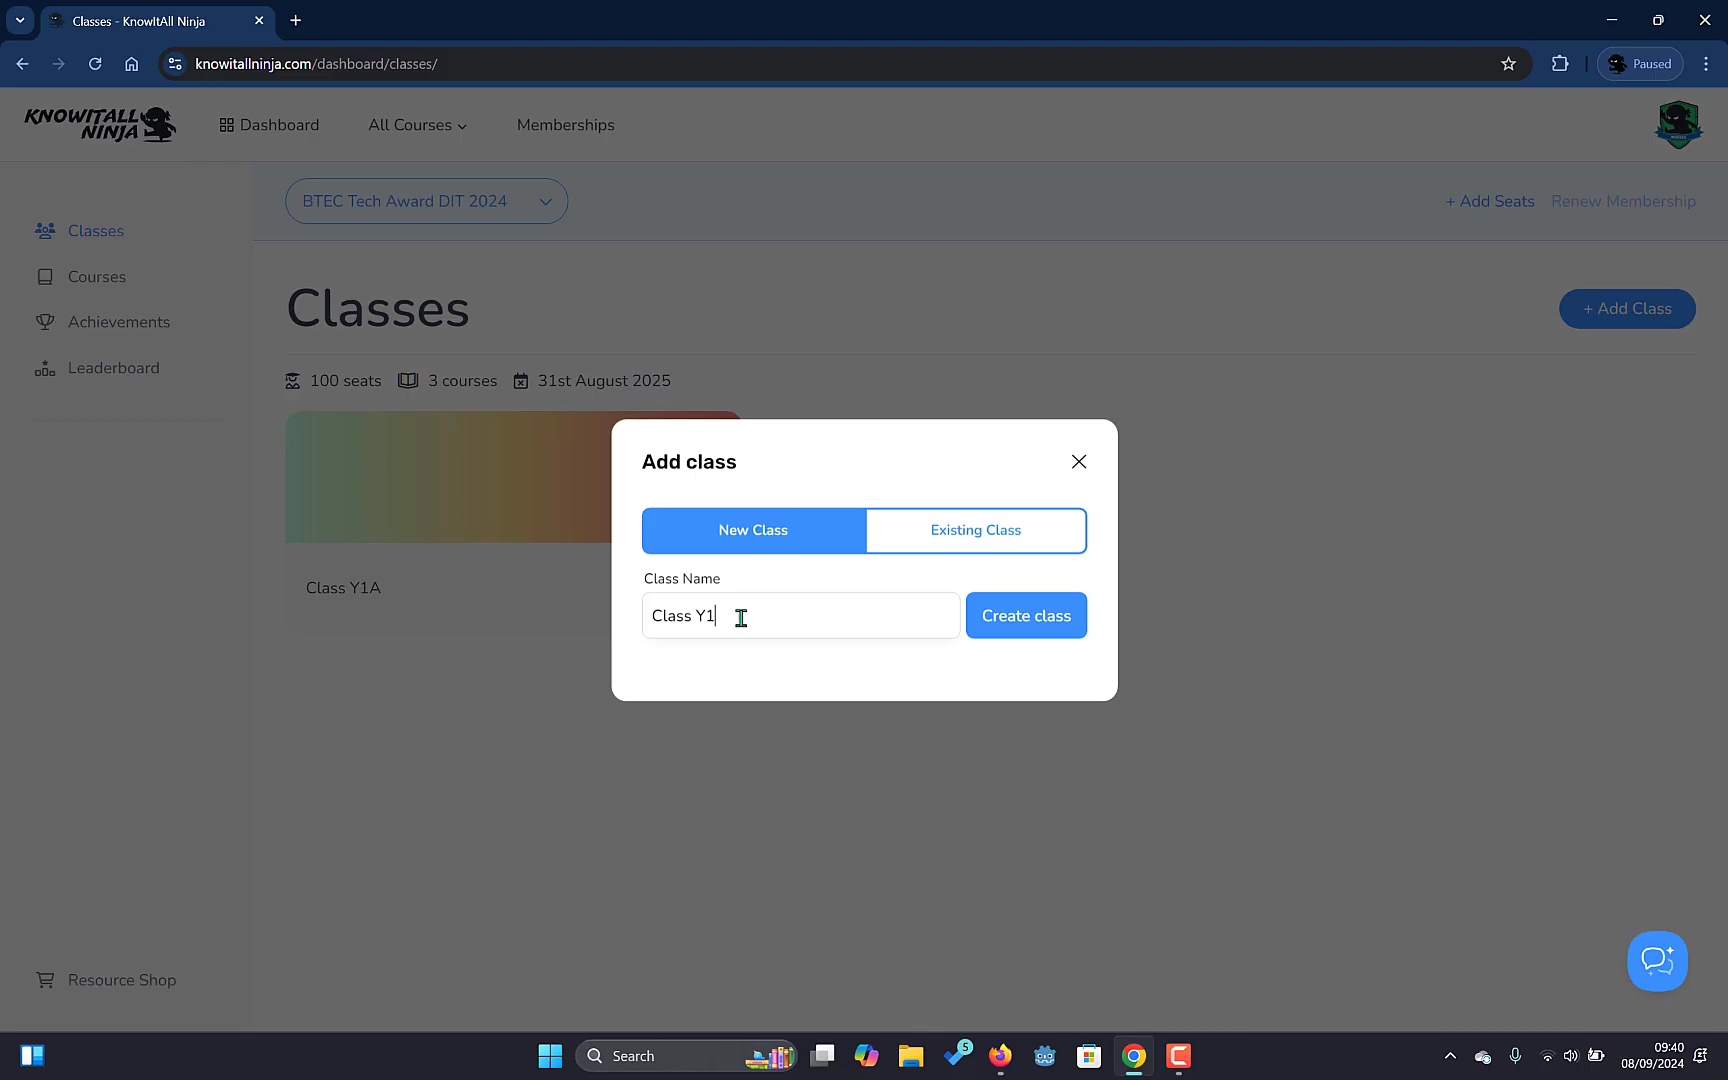 Classes - KnowItAll Ninja
knowitallninja.com/dashboard/classes/
Paused
KNOWITALL NINJA
Dashboard
All Courses
Memberships
BTEC Tech Award DIT 2024
+ Add Seats
Renew Membership
Classes
Courses
Achievements
Leaderboard
Resource Shop
Classes
+ Add Class
100 seats
3 courses
31st August 2025
Class Y1A
Add class
New Class
Existing Class
Class Name
Class Y1
Create class
Search
5
09:40
08/09/2024